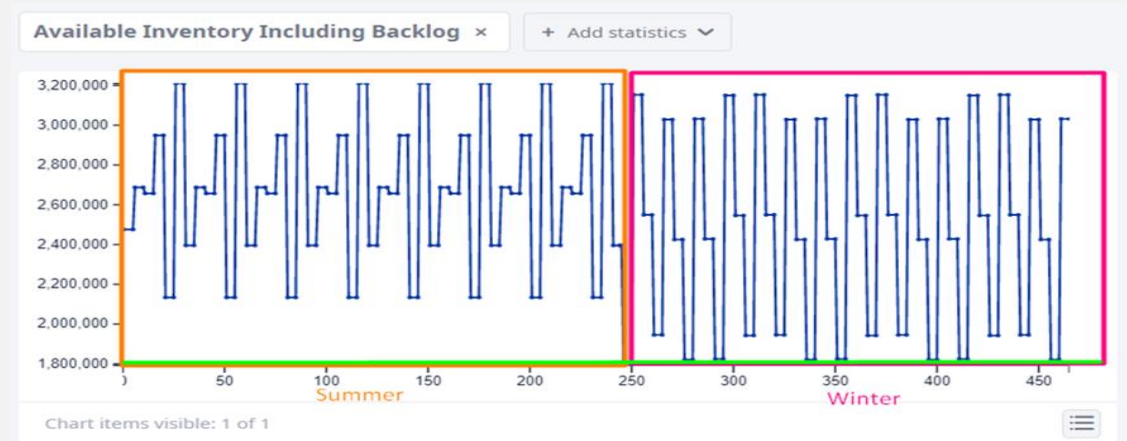 Available Inventory Including Backlog ×
+ Add statistics
3,200,000
3,000,000
2,800,000
2,600,000
2,400,000
2,200,000
2,000,000
1,800,000
50 100 150 200 250 300 350 400 450
Summer Winter
Chart items visible: 1 of 1